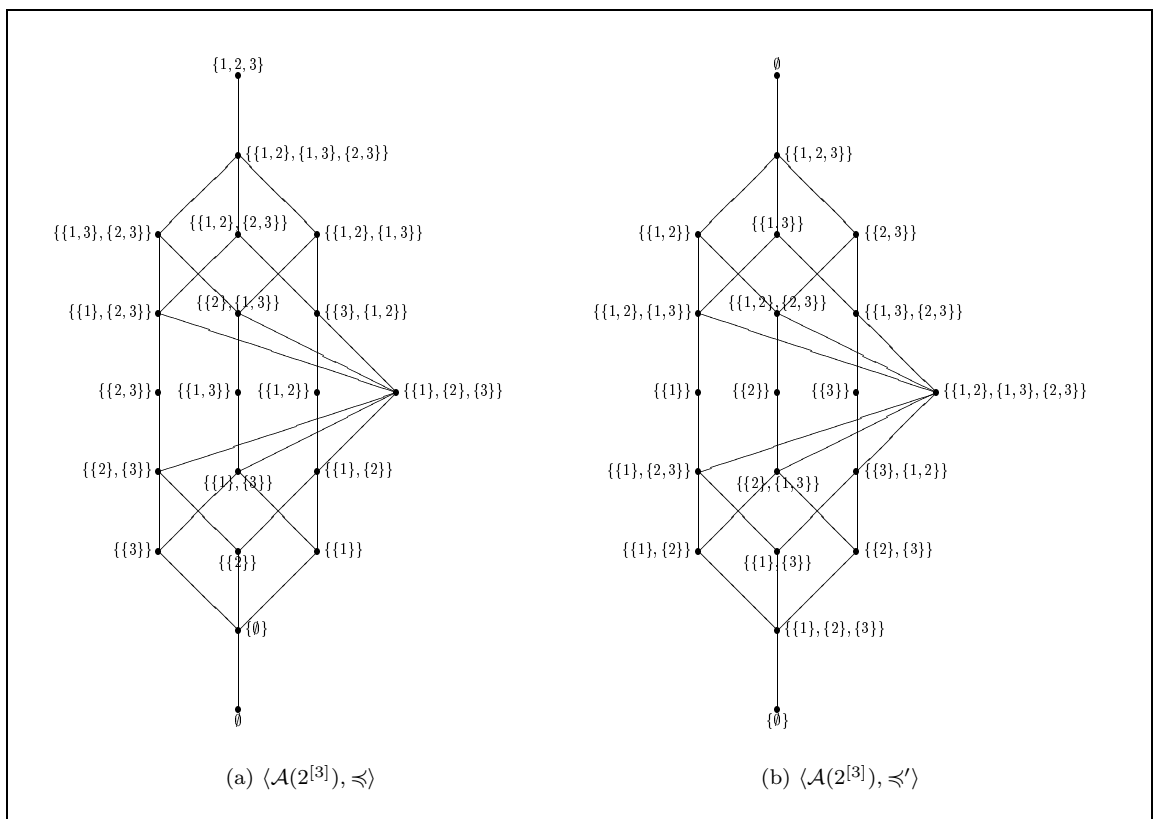 {1, 2, 3}
{{1, 2}, {1, 3}, {2, 3}}
{{1, 3}, {2, 3}}
{{1, 2}, {2, 3}}
{{1, 2}, {1, 3}}
{{1}, {2, 3}}
{{2}, {1, 3}}
{{3}, {1, 2}}
{{2, 3}}
{{1, 3}}
{{1, 2}}
{{1}, {2}, {3}}
{{2}, {3}}
{{1}, {3}}
{{1}, {2}}
{{3}}
{{2}}
{{1}}
{∅}
∅
(a) ⟨𝒜(2^{[3]}), ≼⟩
∅
{{1, 2, 3}}
{{1, 2}}
{{1, 3}}
{{2, 3}}
{{1, 2}, {1, 3}}
{{1, 2}, {2, 3}}
{{1, 3}, {2, 3}}
{{1}}
{{2}}
{{3}}
{{1, 2}, {1, 3}, {2, 3}}
{{1}, {2, 3}}
{{2}, {1, 3}}
{{3}, {1, 2}}
{{1}, {2}}
{{1}, {3}}
{{2}, {3}}
{{1}, {2}, {3}}
{∅}
(b) ⟨𝒜(2^{[3]}), ≼′⟩